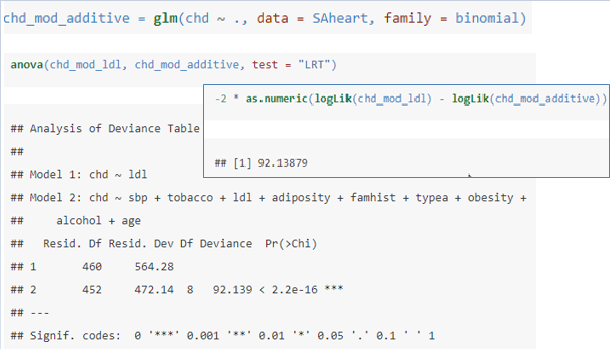 chd_mod_additive = glm(chd ~ ., data = SAheart, family = binomial)
anova(chd_mod_ldl, chd_mod_additive, test = "LRT")
-2 * as.numeric(logLik(chd_mod_ldl) - logLik(chd_mod_additive))
## [1] 92.13879
## Analysis of Deviance Table
##
## Model 1: chd ~ ldl
## Model 2: chd ~ sbp + tobacco + ldl + adiposity + famhist + typea + obesity +
##     alcohol + age
##   Resid. Df Resid. Dev Df Deviance  Pr(>Chi)
## 1       460     564.28
## 2       452     472.14  8   92.139 < 2.2e-16 ***
## ---
## Signif. codes:  0 '***' 0.001 '**' 0.01 '*' 0.05 '.' 0.1 ' ' 1